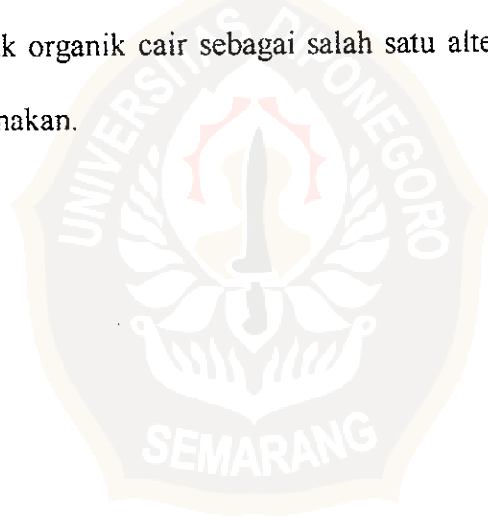 k organik cair sebagai salah satu alte
nakan.
UNIVERSITAS DIPONEGORO
SEMARANG